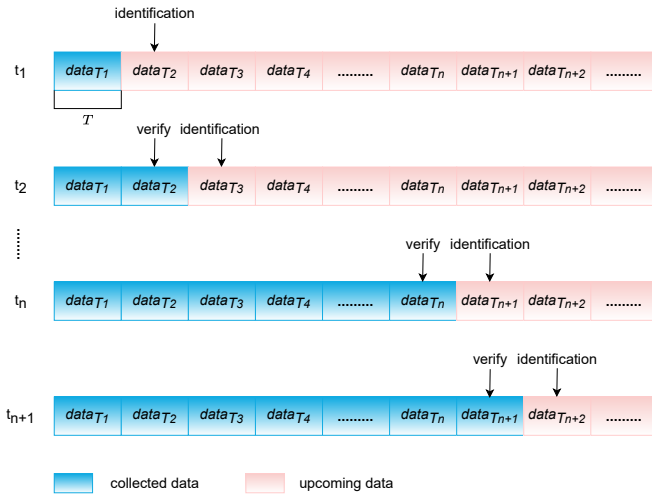 identification
t1 dataT1 dataT2 dataT3 dataT4 ......... dataTn dataTn+1 dataTn+2 .........
T
verify identification
t2 dataT1 dataT2 dataT3 dataT4 ......... dataTn dataTn+1 dataTn+2 .........
.......
verify identification
tn dataT1 dataT2 dataT3 dataT4 ......... dataTn dataTn+1 dataTn+2 .........
verify identification
tn+1 dataT1 dataT2 dataT3 dataT4 ......... dataTn dataTn+1 dataTn+2 .........
collected data upcoming data